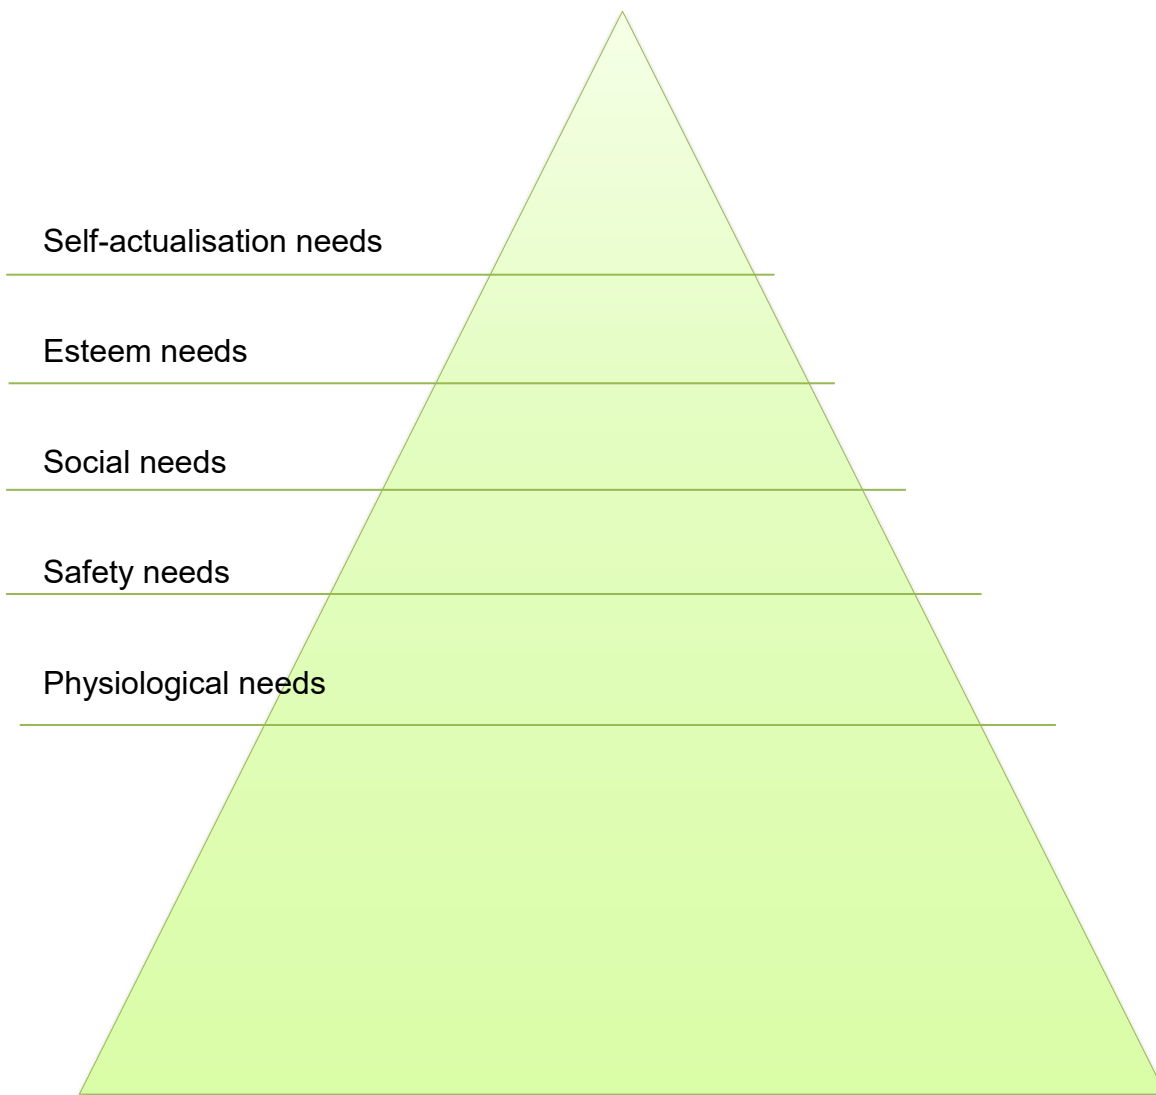 Self-actualisation needs
Esteem needs
Social needs
Safety needs
Physiological needs